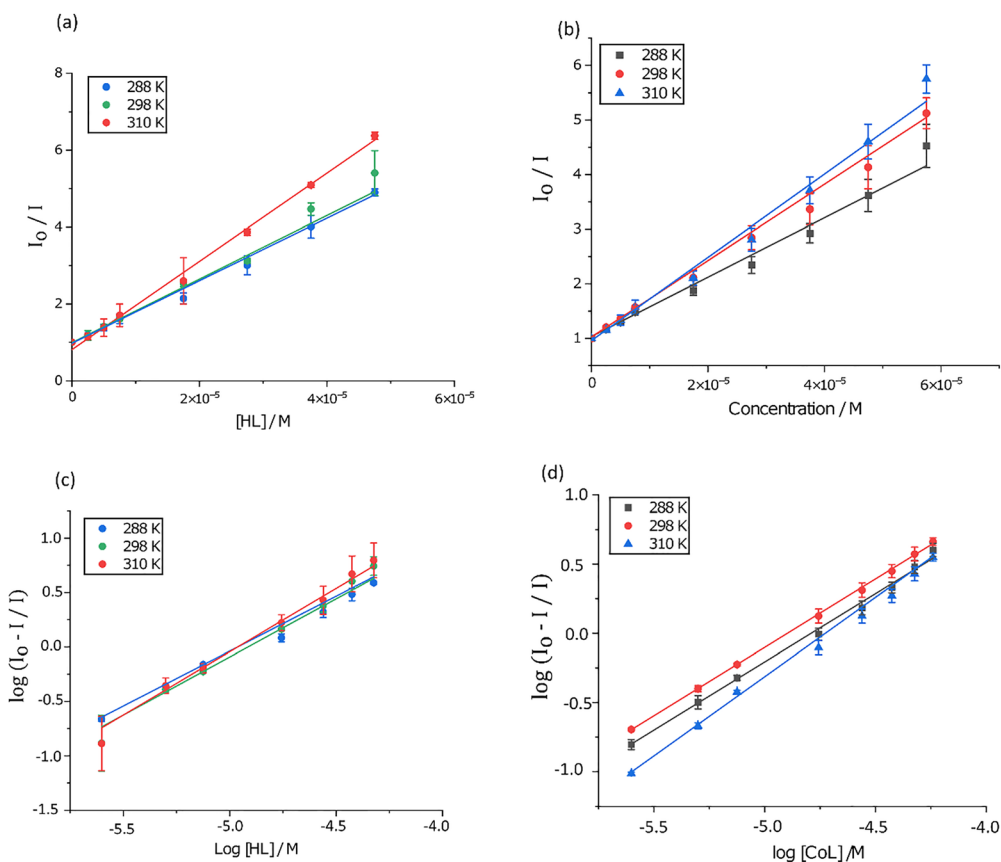 (a)
288 K
298 K
310 K
I₀ / I
8
6
4
2
0
0
2×10⁻⁵
4×10⁻⁵
6×10⁻⁵
[HL] / M
(b)
288 K
298 K
310 K
I₀ / I
6
5
4
3
2
1
0
2×10⁻⁵
4×10⁻⁵
6×10⁻⁵
Concentration / M
(c)
288 K
298 K
310 K
log (I₀ - I / I)
1.0
0.5
0.0
-0.5
-1.0
-1.5
-5.5
-5.0
-4.5
-4.0
Log [HL] / M
(d)
288 K
298 K
310 K
log (I₀ - I / I)
1.0
0.5
0.0
-0.5
-1.0
-5.5
-5.0
-4.5
-4.0
log [CoL] /M